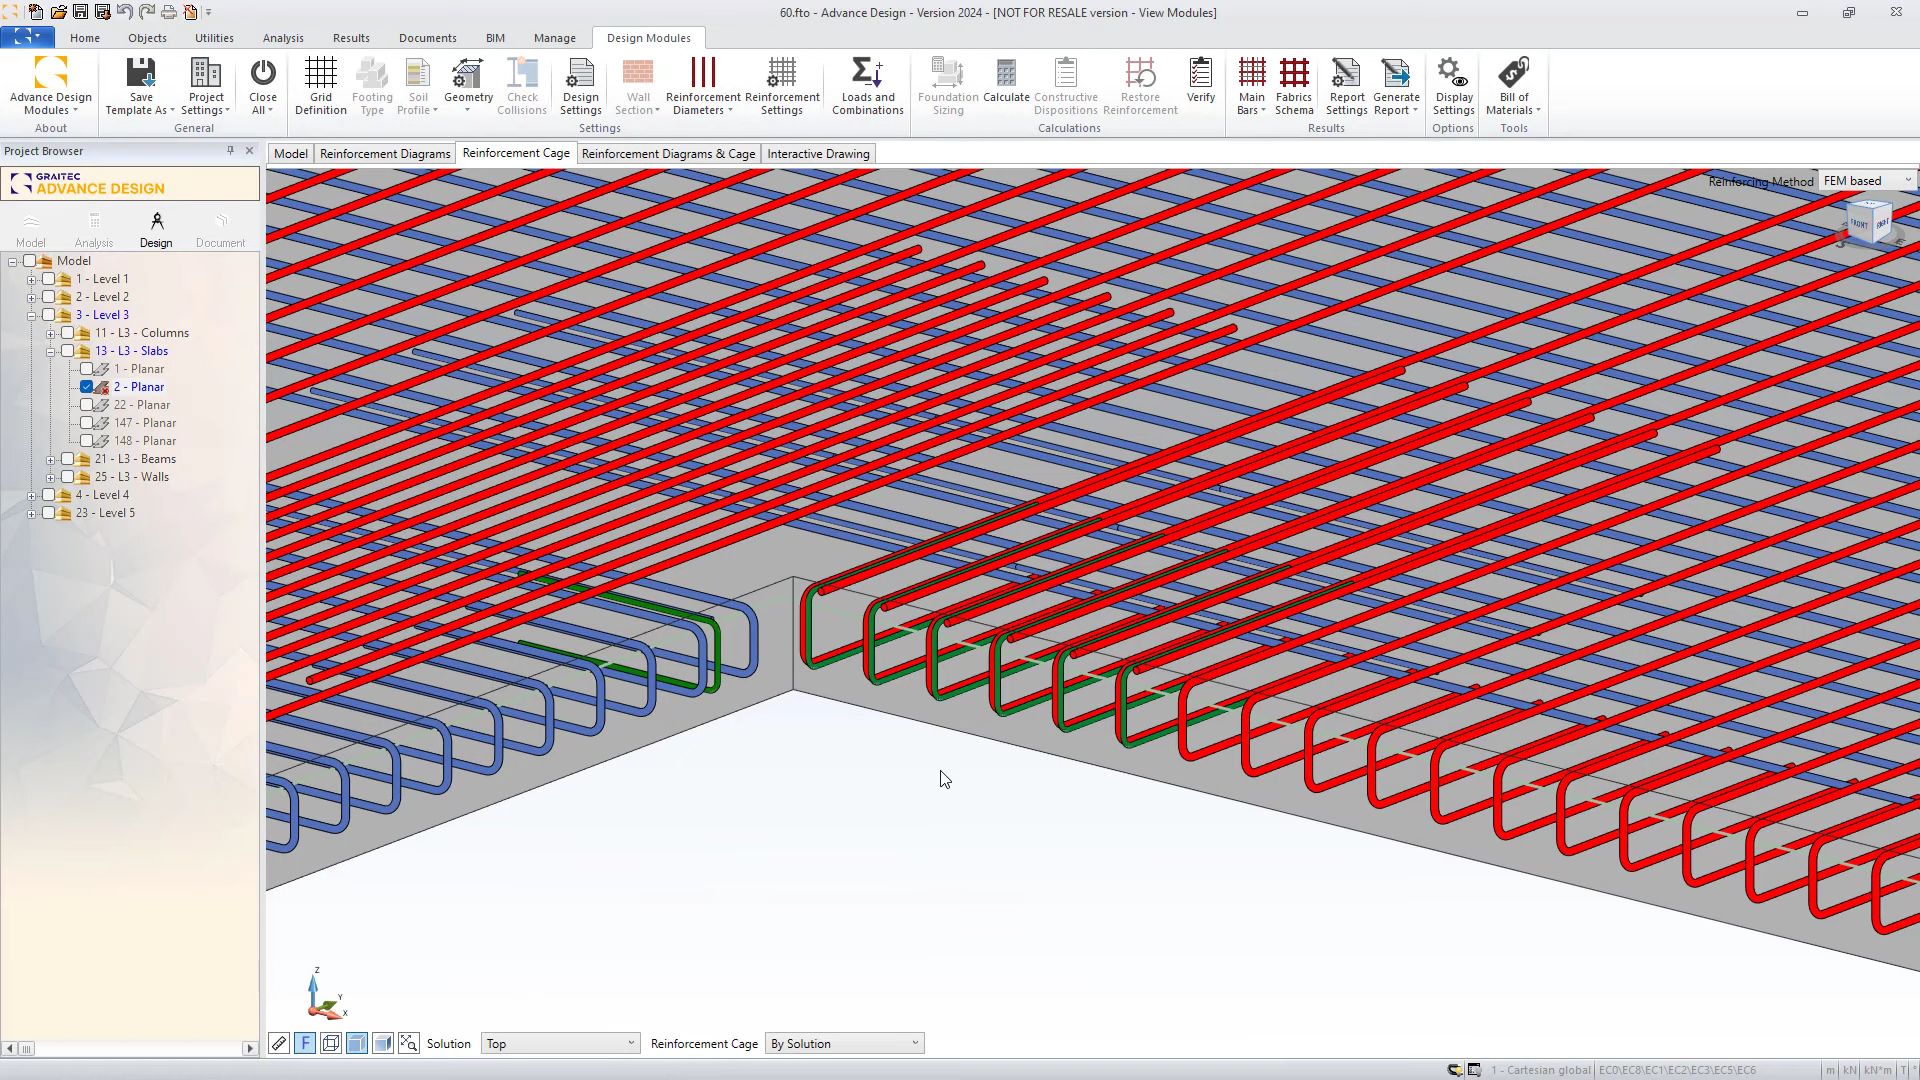 60.fto - Advance Design - Version 2024 - [NOT FOR RESALE version - View Modules]
Home Objects Utilities Analysis Results Documents BIM Manage Design Modules
Advance Design Modules
Save Template As
Project Settings
Close All
Grid Definition
Footing Type
Soil Profile
Geometry
Check Collisions
Design Settings
Wall Section
Reinforcement Diameters
Reinforcement Settings
Loads and Combinations
Foundation Sizing
Calculate
Constructive Dispositions
Restore Reinforcement
Verify
Main Bars
Fabrics Schema
Report Settings
Generate Report
Display Settings
Bill of Materials
About General Settings Calculations Results Options Tools
Project Browser
GRAITEC
ADVANCE DESIGN
Model Analysis Design Document
Model
1 - Level 1
2 - Level 2
3 - Level 3
11 - L3 - Columns
13 - L3 - Slabs
1 - Planar
2 - Planar
22 - Planar
147 - Planar
148 - Planar
21 - L3 - Beams
25 - L3 - Walls
4 - Level 4
23 - Level 5
Model Reinforcement Diagrams Reinforcement Cage Reinforcement Diagrams & Cage Interactive Drawing
Reinforcing Method FEM based
FRONT RIGHT
Z
Y
X
F Solution Top Reinforcement Cage By Solution
1 - Cartesian global EC0\EC8\EC1\EC2\EC3\EC5\EC6 m kN kN*m T °